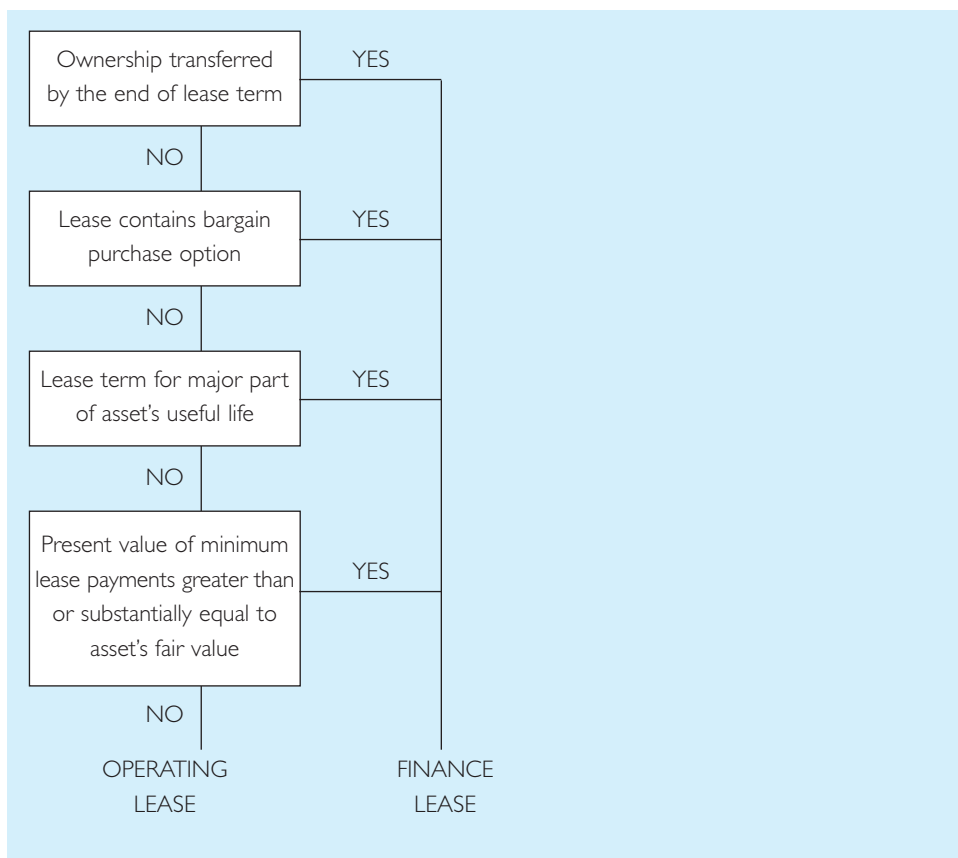 Ownership transferred
by the end of lease term
YES
NO
Lease contains bargain
purchase option
YES
NO
Lease term for major part
of asset's useful life
YES
NO
Present value of minimum
lease payments greater than
or substantially equal to
asset's fair value
YES
NO
OPERATING
LEASE
FINANCE
LEASE